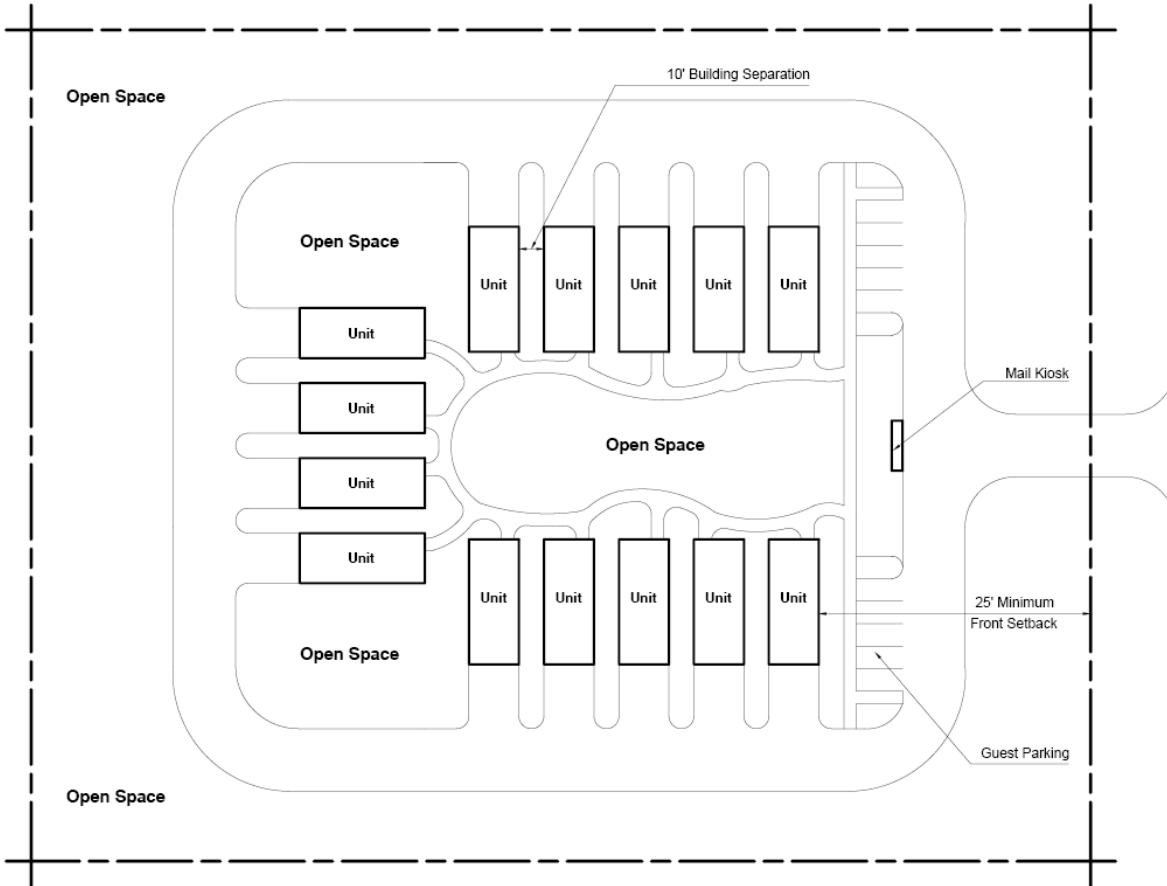 10' Building Separation
Open Space
Open Space
Unit
Unit
Unit
Unit
Unit
Unit
Mail Kiosk
Unit
Open Space
Unit
Unit
25' Minimum
Front Setback
Unit
Unit
Unit
Unit
Unit
Open Space
Guest Parking
Open Space